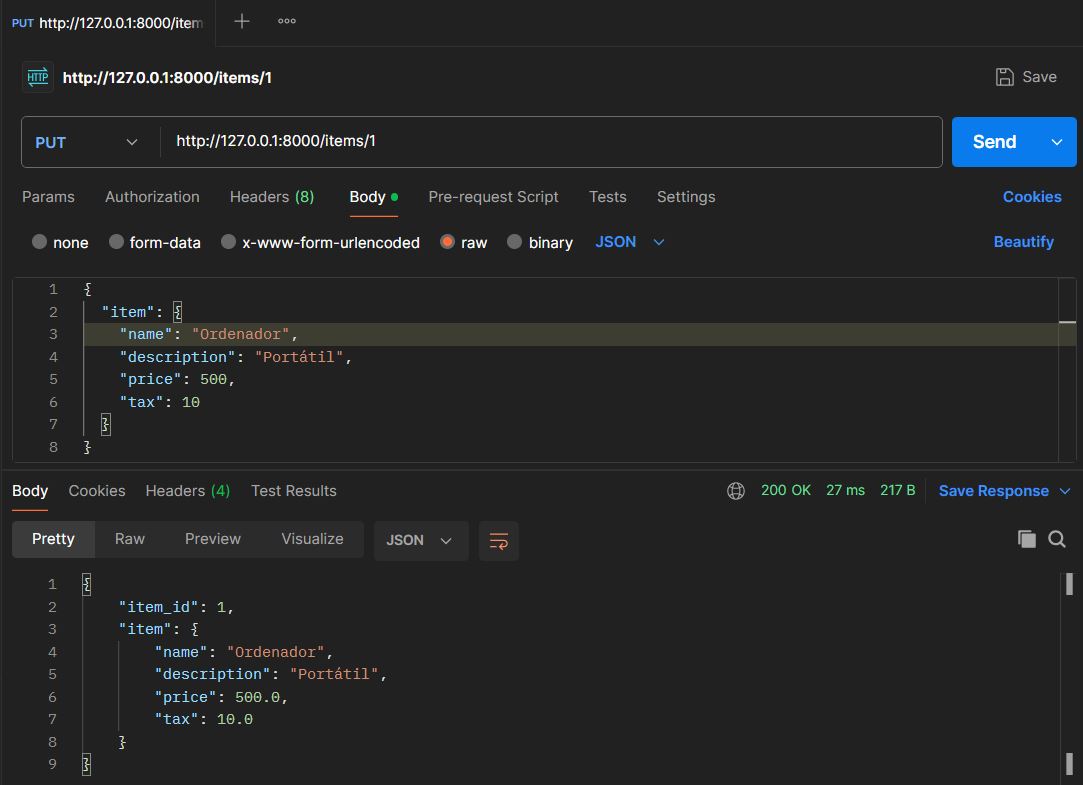 PUT http://127.0.0.1:8000/item
HTTP http://127.0.0.1:8000/items/1 Save
PUT http://127.0.0.1:8000/items/1 Send
Params Authorization Headers (8) Body Pre-request Script Tests Settings Cookies
none form-data x-www-form-urlencoded raw binary JSON Beautify
1 {
2 "item": {
3 "name": "Ordenador",
4 "description": "Portátil",
5 "price": 500,
6 "tax": 10
7 }
8 }
Body Cookies Headers (4) Test Results 200 OK 27 ms 217 B Save Response
Pretty Raw Preview Visualize JSON
1 {
2 "item_id": 1,
3 "item": {
4 "name": "Ordenador",
5 "description": "Portátil",
6 "price": 500.0,
7 "tax": 10.0
8 }
9 }